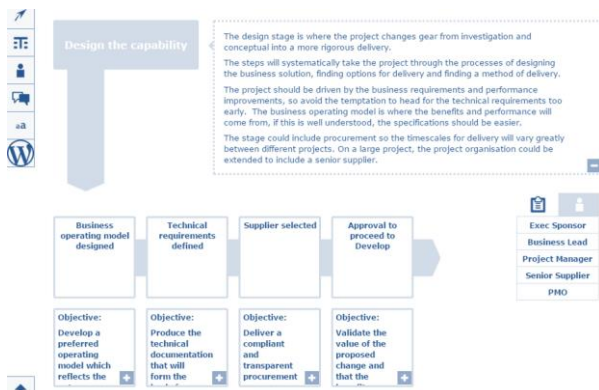 Design the capability
The design stage is where the project changes gear from investigation and
conceptual into a more rigorous delivery.
The steps will systematically take the project through the processes of designing
the business solution, finding options for delivery and finding a method of delivery.
The project should be driven by the business requirements and performance
improvements, so avoid the temptation to head for the technical requirements too
early. The business operating model is where the benefits and performance will
come from, if this is well understood, the specifications should be easier.
The stage could include procurement so the timescales for delivery will vary greatly
between different projects. On a large project, the project organisation could be
extended to include a senior supplier.
aa
W
Business
operating model
designed
Technical
requirements
defined
Supplier selected
Approval to
proceed to
Develop
Exec Sponsor
Business Lead
Project Manager
Senior Supplier
PMO
Objective:
Develop a
preferred
operating
model which
reflects the
Objective:
Produce the
technical
documentation
that will
form the
Objective:
Deliver a
compliant
and
transparent
procurement
Objective:
Validate the
value of the
proposed
change and
that the